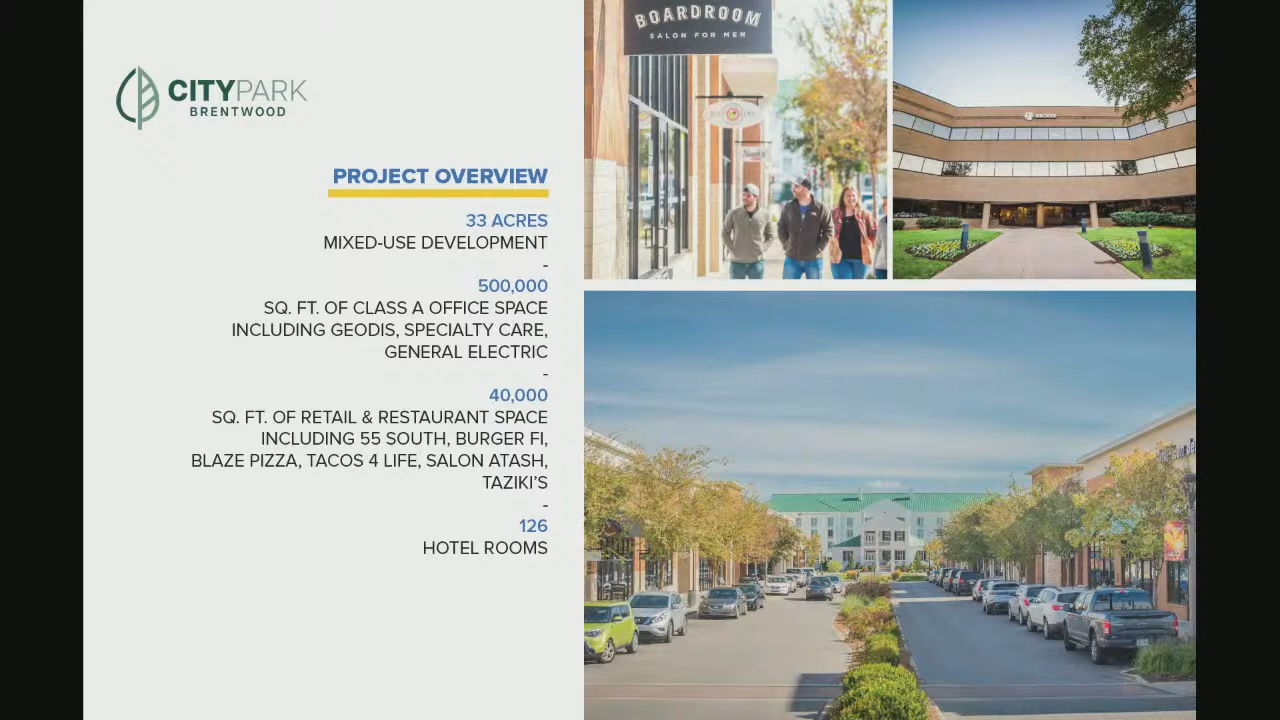 CITYPARK
BRENTWOOD
PROJECT OVERVIEW
33 ACRES
MIXED-USE DEVELOPMENT
-
500,000
SQ. FT. OF CLASS A OFFICE SPACE
INCLUDING GEODIS, SPECIALTY CARE,
GENERAL ELECTRIC
-
40,000
SQ. FT. OF RETAIL & RESTAURANT SPACE
INCLUDING 55 SOUTH, BURGER FI,
BLAZE PIZZA, TACOS 4 LIFE, SALON ATASH,
TAZIKI'S
-
126
HOTEL ROOMS
BOARDROOM
SALON FOR MEN